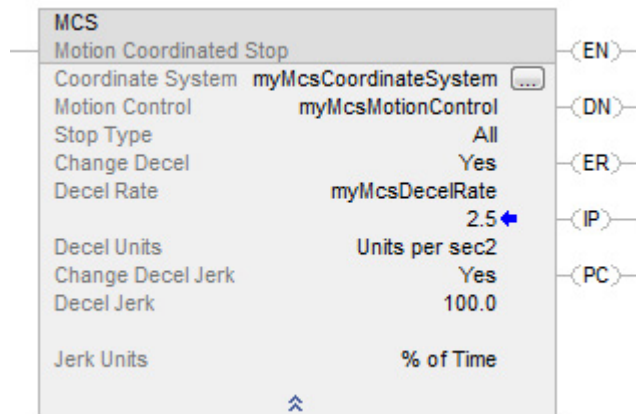 MCS
Motion Coordinated Stop
EN
Coordinate System myMcsCoordinateSystem ...
Motion Control myMcsMotionControl
DN
Stop Type All
Change Decel Yes
ER
Decel Rate myMcsDecelRate
2.5
IP
Decel Units Units per sec2
Change Decel Jerk Yes
PC
Decel Jerk 100.0
Jerk Units % of Time